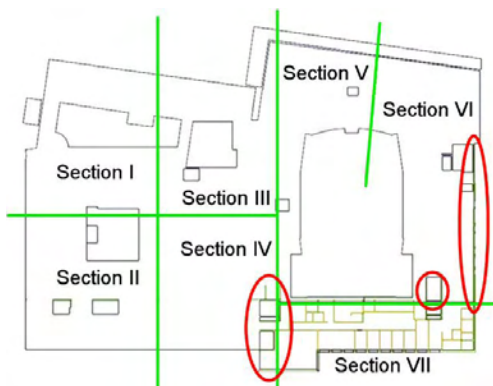 Section V
Section VI
Section I
Section III
Section IV
Section II
Section VII